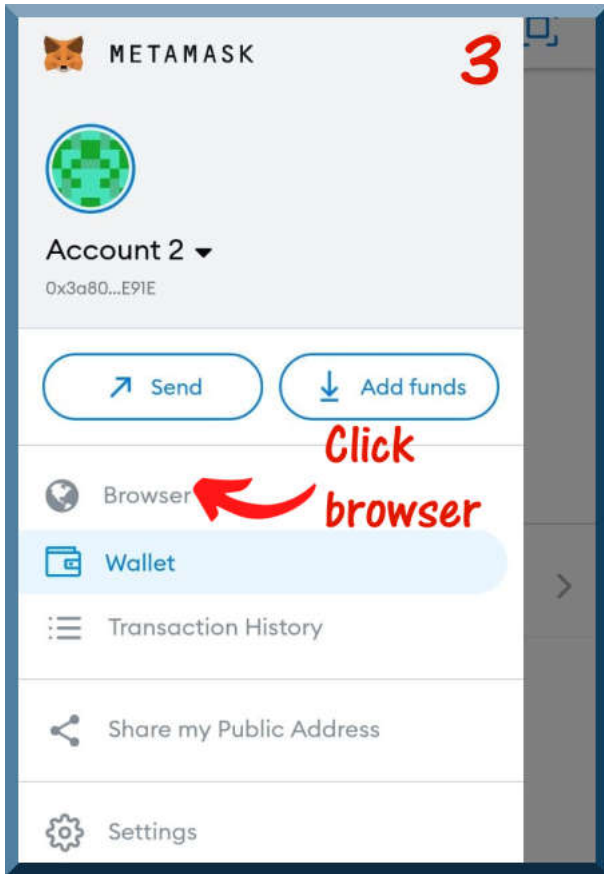 METAMASK
3
Account 2
0x3a80...E91E
Send
Add funds
Click
browser
Browser
Wallet
Transaction History
Share my Public Address
Settings